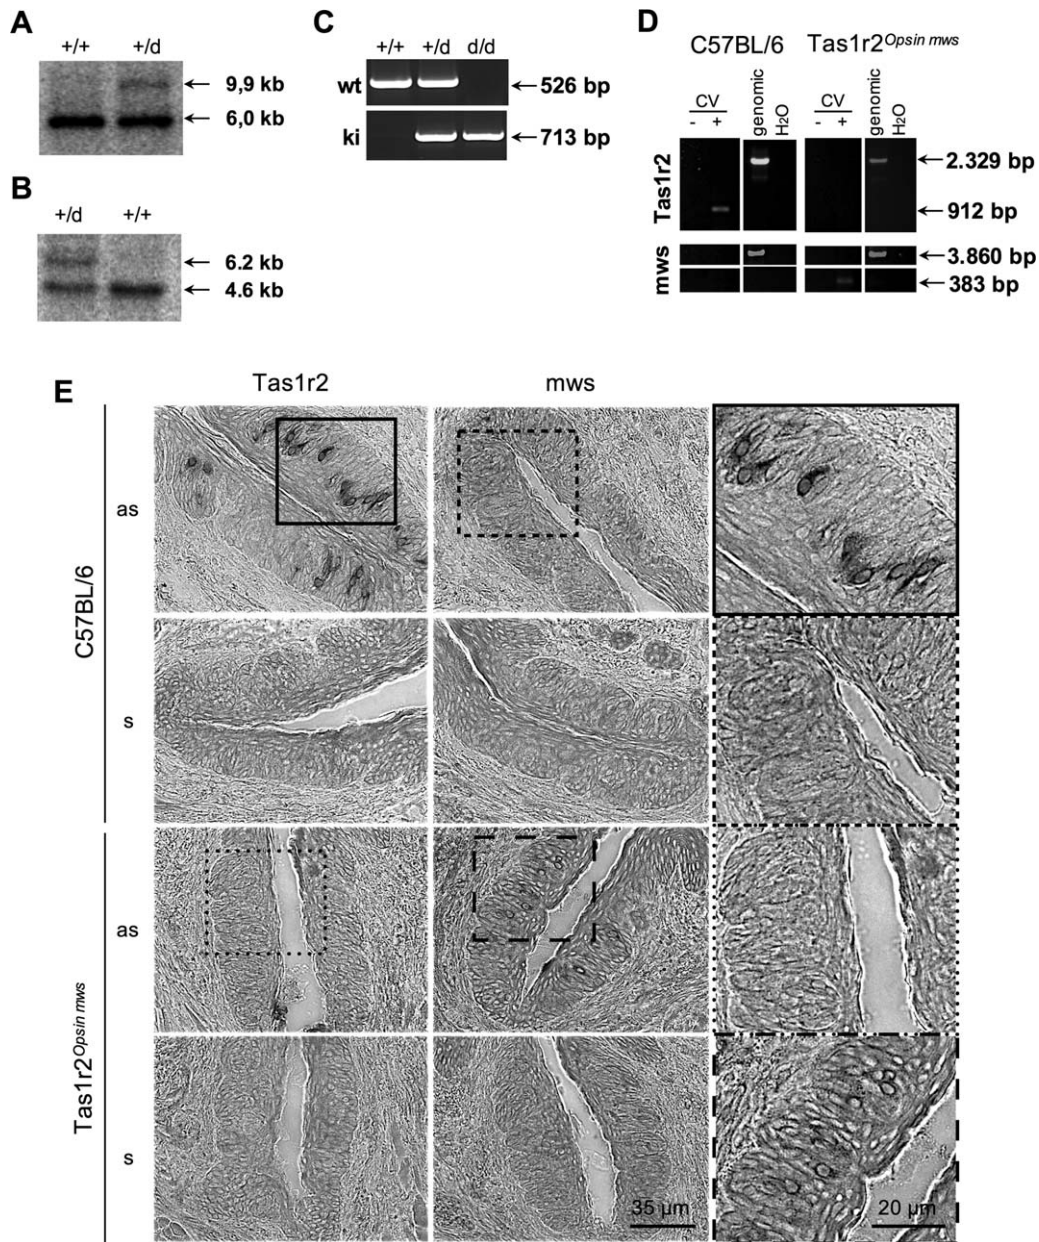 A
+/+ +/d
9,9 kb
6,0 kb
B
+/d +/+
6.2 kb
4.6 kb
C
+/+ +/d d/d
wt 526 bp
ki 713 bp
D
C57BL/6 Tas1r2Opsin mws
CV genomic H2O CV genomic H2O
- + - +
Tas1r2
2.329 bp
912 bp
mws
3.860 bp
383 bp
E
Tas1r2 mws
C57BL/6
as
s
Tas1r2Opsin mws
as
s
35 µm 20 µm